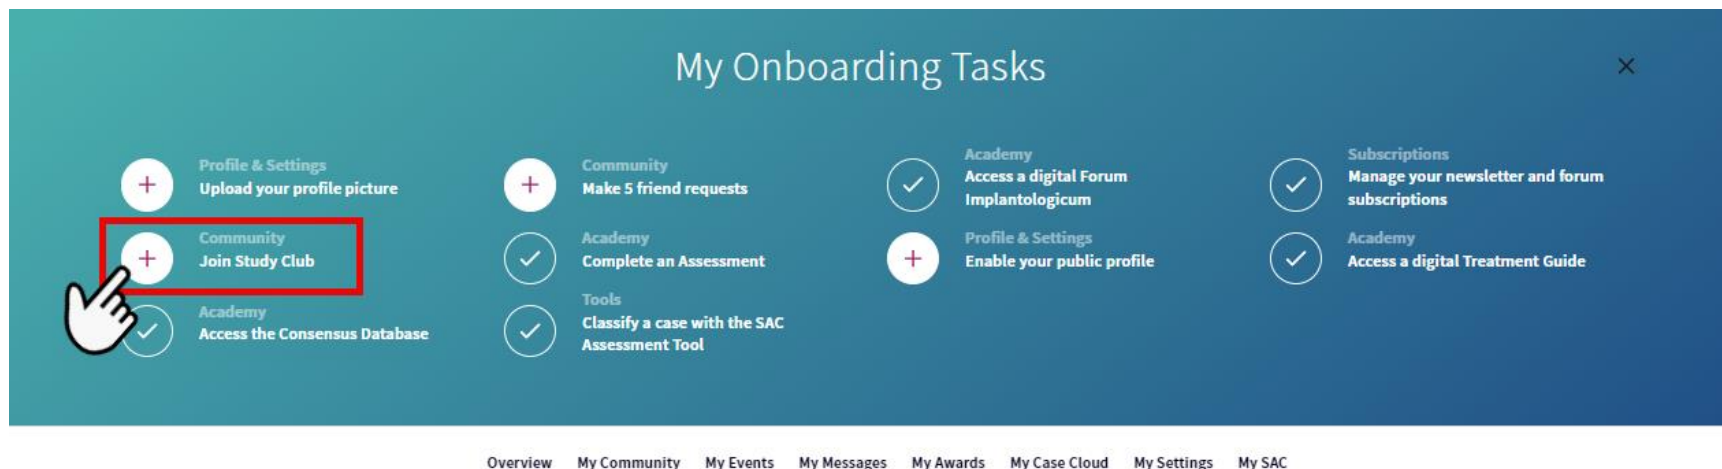 My Onboarding Tasks
Profile & Settings
Upload your profile picture
Community
Join Study Club
Academy
Access the Consensus Database
Community
Make 5 friend requests
Academy
Complete an Assessment
Tools
Classify a case with the SAC
Assessment Tool
Academy
Access a digital Forum
Implantologicum
Profile & Settings
Enable your public profile
Subscriptions
Manage your newsletter and forum
subscriptions
Academy
Access a digital Treatment Guide
Overview My Community My Events My Messages My Awards My Case Cloud My Settings My SAC